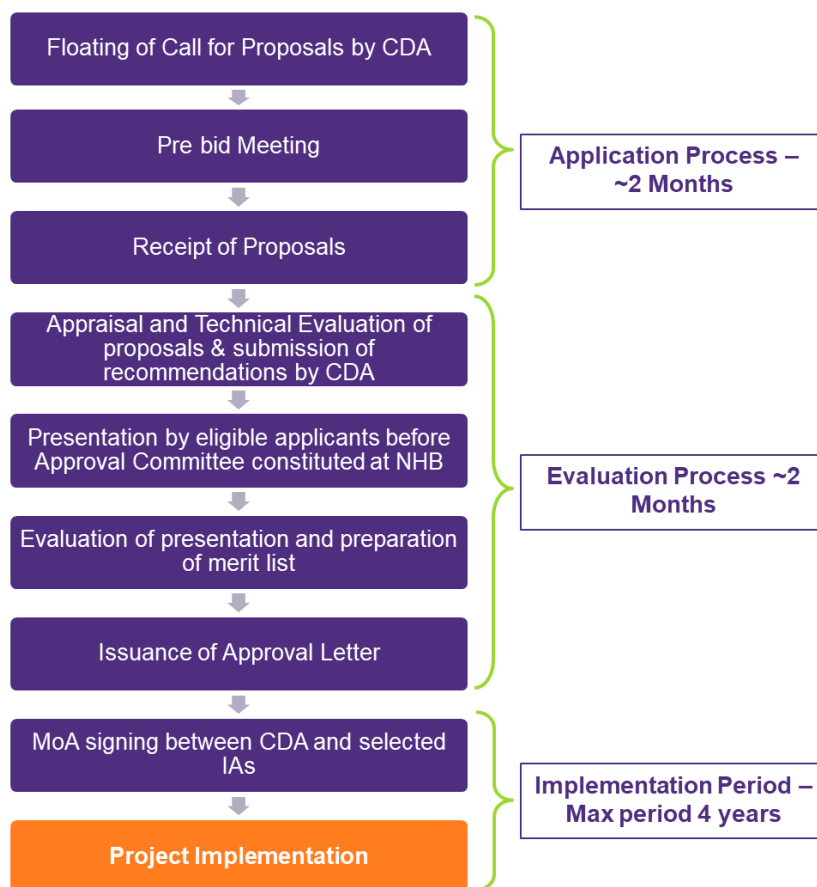 Floating of Call for Proposals by CDA
Pre bid Meeting
Receipt of Proposals
Application Process –
~2 Months
Appraisal and Technical Evaluation of
proposals & submission of
recommendations by CDA
Presentation by eligible applicants before
Approval Committee constituted at NHB
Evaluation of presentation and preparation
of merit list
Issuance of Approval Letter
Evaluation Process ~2
Months
MoA signing between CDA and selected
IAs
Project Implementation
Implementation Period –
Max period 4 years